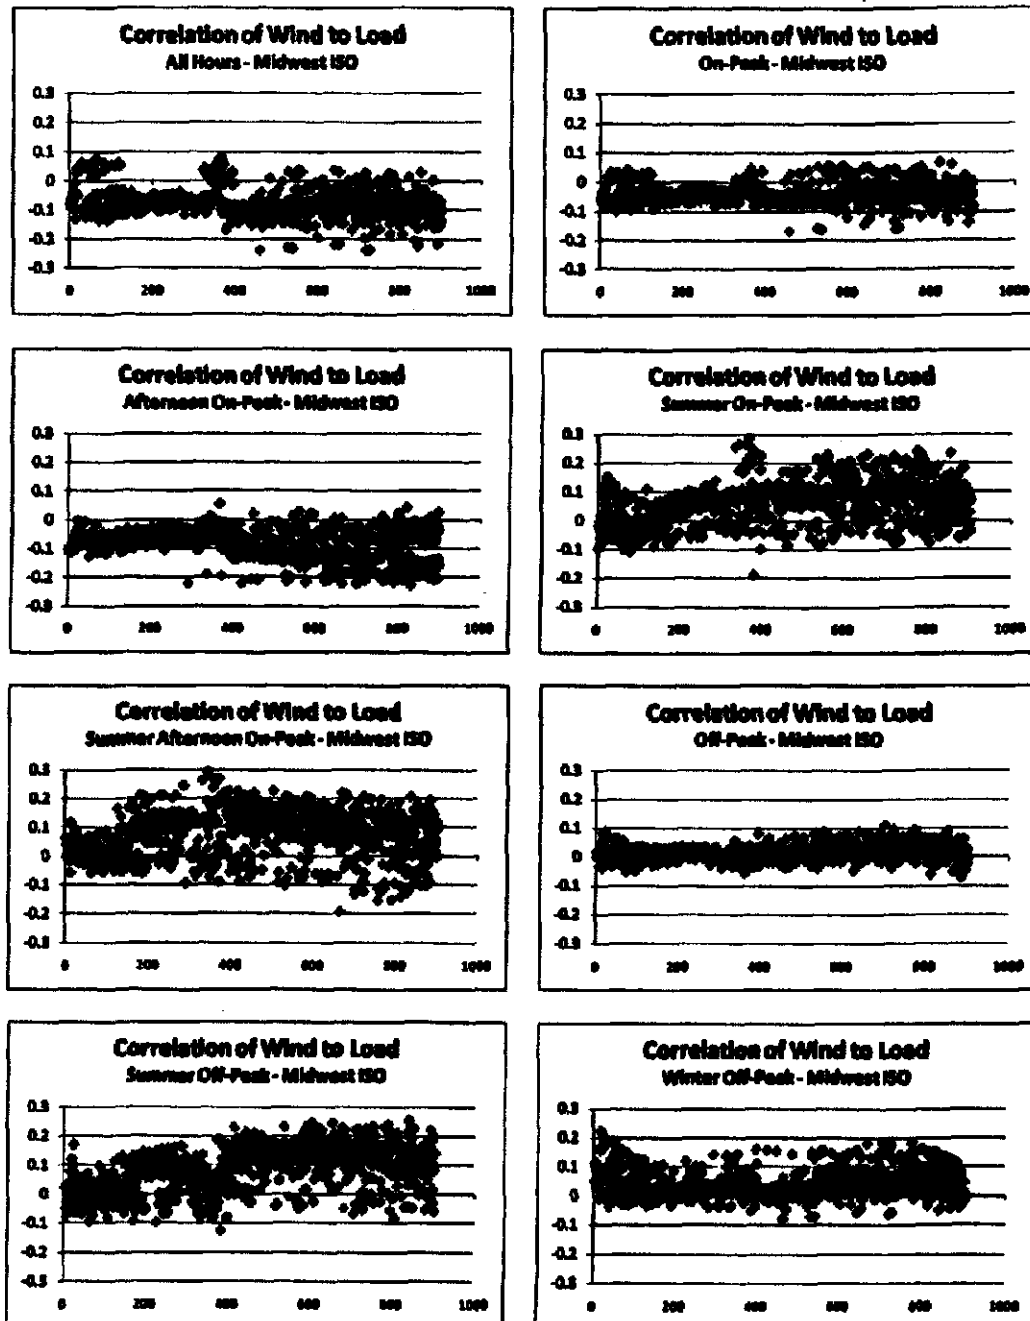 Correlation of Wind to Load
All Hours - Midwest ISO
0.3
0.2
0.1
0
-0.1
-0.2
-0.3
0 200 400 600 800 1000
Correlation of Wind to Load
On-Peak - Midwest ISO
0.3
0.2
0.1
0
-0.1
-0.2
-0.3
0 200 400 600 800 1000
Correlation of Wind to Load
Afternoon On-Peak - Midwest ISO
0.3
0.2
0.1
0
-0.1
-0.2
-0.3
0 200 400 600 800 1000
Correlation of Wind to Load
Summer On-Peak - Midwest ISO
0.3
0.2
0.1
0
-0.1
-0.2
-0.3
0 200 400 600 800 1000
Correlation of Wind to Load
Summer Afternoon On-Peak - Midwest ISO
0.3
0.2
0.1
0
-0.1
-0.2
-0.3
0 200 400 600 800 1000
Correlation of Wind to Load
Off-Peak - Midwest ISO
0.3
0.2
0.1
0
-0.1
-0.2
-0.3
0 200 400 600 800 1000
Correlation of Wind to Load
Summer Off-Peak - Midwest ISO
0.3
0.2
0.1
0
-0.1
-0.2
-0.3
0 200 400 600 800 1000
Correlation of Wind to Load
Winter Off-Peak - Midwest ISO
0.3
0.2
0.1
0
-0.1
-0.2
-0.3
0 200 400 600 800 1000